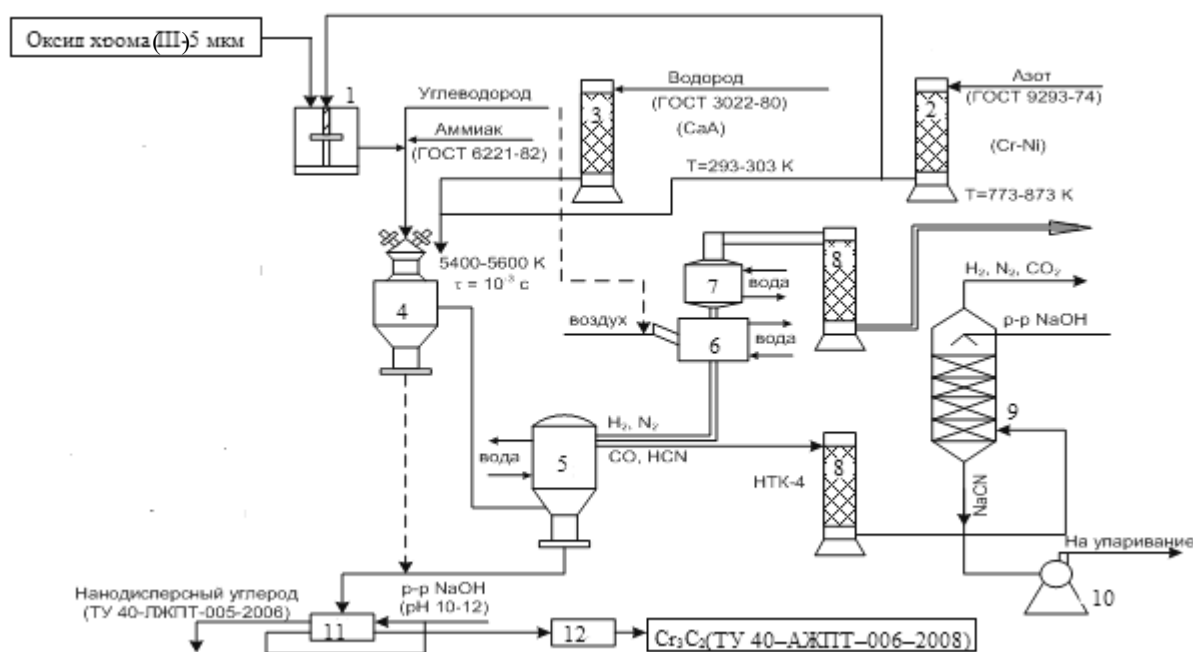 Оксид хрома(III)-5 мкм
1
Углеводород
Аммиак
(ГОСТ 6221-82)
3
Водород
(ГОСТ 3022-80)
(CaA)
T=293-303 K
2
Азот
(ГОСТ 9293-74)
(Cr-Ni)
T=773-873 K
5400-5600 K
τ = 10⁻³ c
4
7
вода
8
воздух
6
вода
H₂, N₂, CO₂
р-р NaOH
9
H₂, N₂
CO, HCN
вода
5
НТК-4
8
NaCN
На упаривание
10
Нанодисперсный углерод
(ТУ 40-ЛЖПТ-005-2006)
р-р NaOH
(pH 10-12)
11
12
Cr₃C₂(ТУ 40–АЖПТ–006–2008)